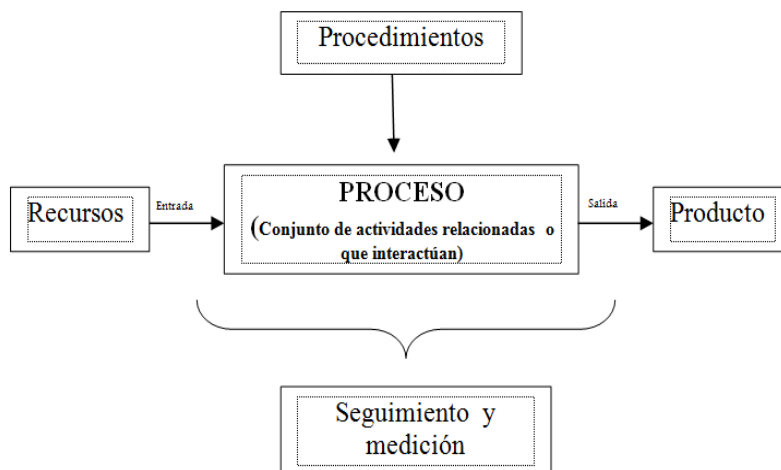 Procedimientos
Recursos
Entrada
PROCESO
(Conjunto de actividades relacionadas o
que interactúan)
Salida
Producto
Seguimiento y
medición